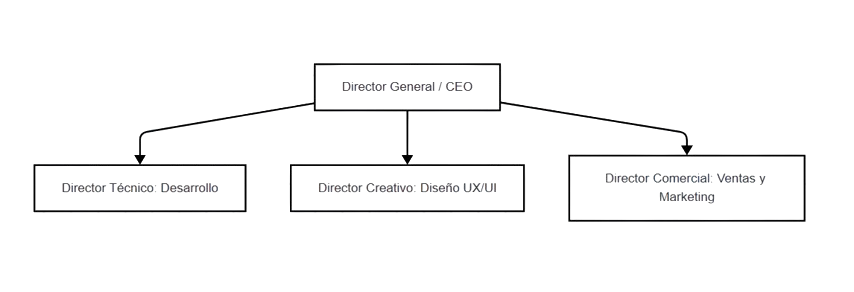 Director General / CEO
Director Técnico: Desarrollo
Director Creativo: Diseño UX/UI
Director Comercial: Ventas y
Marketing